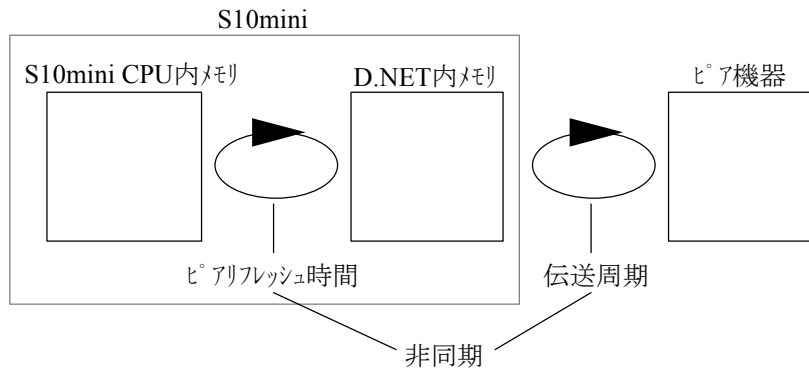 S10mini
S10mini CPU内ﾒﾓﾘ
D.NET内ﾒﾓﾘ
ﾋﾟｱ機器
ﾋﾟｱﾘﾌﾚｯｼｭ時間
伝送周期
非同期